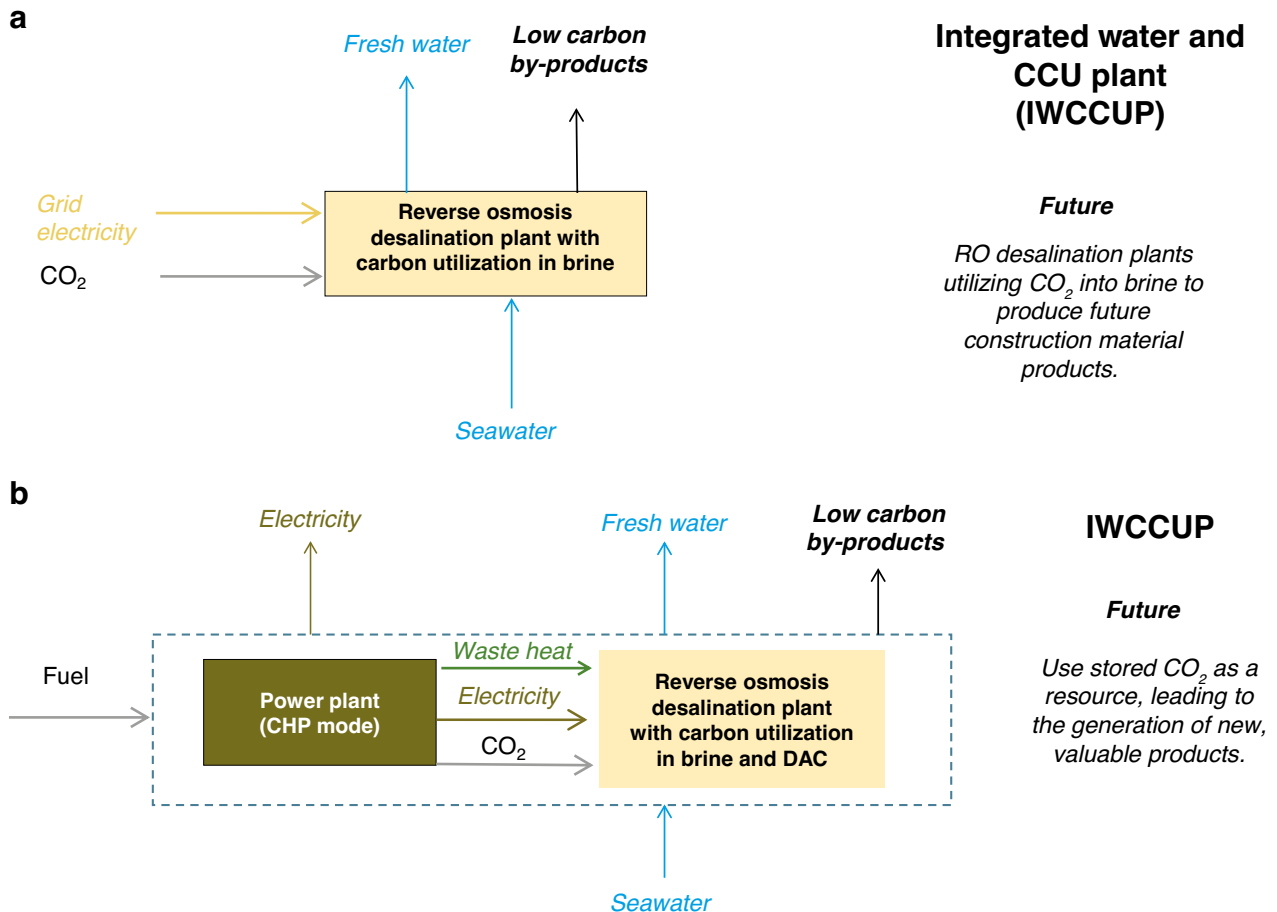 a
Fresh water
Low carbon
by-products
Integrated water and
CCU plant
(IWCCUP)
Grid
electricity
CO2
Reverse osmosis
desalination plant with
carbon utilization in brine
Future
RO desalination plants
utilizing CO2 into brine to
produce future
construction material
products.
Seawater
b
Electricity
Fresh water
Low carbon
by-products
IWCCUP
Fuel
Power plant
(CHP mode)
Waste heat
Electricity
CO2
Reverse osmosis
desalination plant
with carbon utilization
in brine and DAC
Future
Use stored CO2 as a
resource, leading to
the generation of new,
valuable products.
Seawater